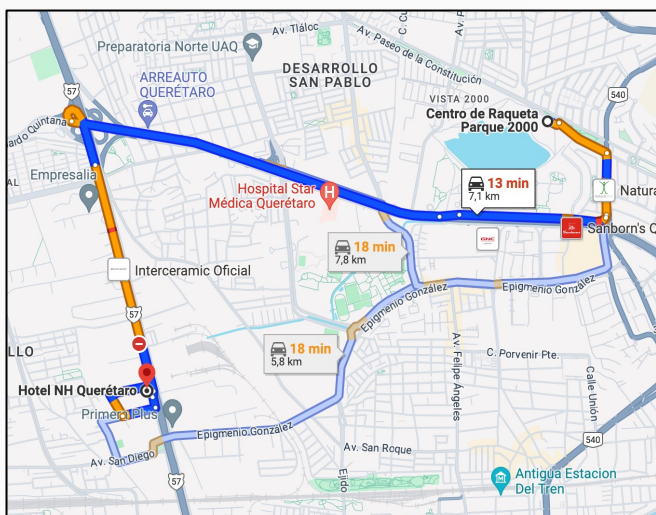 Av. Tláloc
Preparatoria Norte UAQ
57
ARREAUTO
QUERÉTARO
DESARROLLO
SAN PABLO
Av. Paseo de la Constitución
VISTA 2000
540
Centro de Raqueta
Parque 2000
Empresalia
H
Hospital Star
Médica Querétaro
13 min
7,1 km
Natura
Sanborn's Q
GNC
18 min
7,8 km
Interceramic Oficial
57
Epigmenio González
Epigmenio González
18 min
5,8 km
Av. Felipe Ángeles
C. Porvenir Pte.
LLO
Hotel NH Querétaro
Primera Plus
Calle Unión
Epigmenio González
Av. San Diego
Av. San Roque
540
Ejido
57
Antigua Estacion
Del Tren